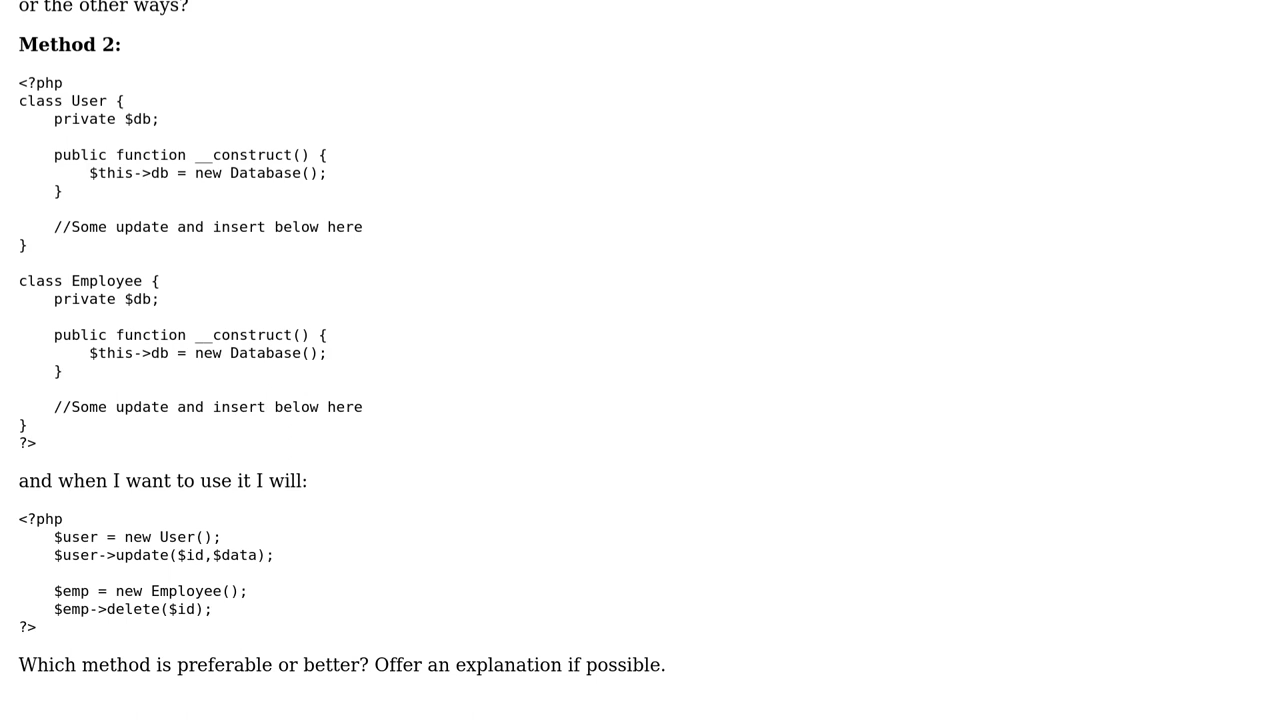 or the other ways?
Method 2:
<?php
class User {
    private $db;

    public function __construct() {
        $this->db = new Database();
    }

    //Some update and insert below here
}

class Employee {
    private $db;

    public function __construct() {
        $this->db = new Database();
    }

    //Some update and insert below here
}
?>
and when I want to use it I will:
<?php
    $user = new User();
    $user->update($id,$data);

    $emp = new Employee();
    $emp->delete($id);
?>
Which method is preferable or better? Offer an explanation if possible.